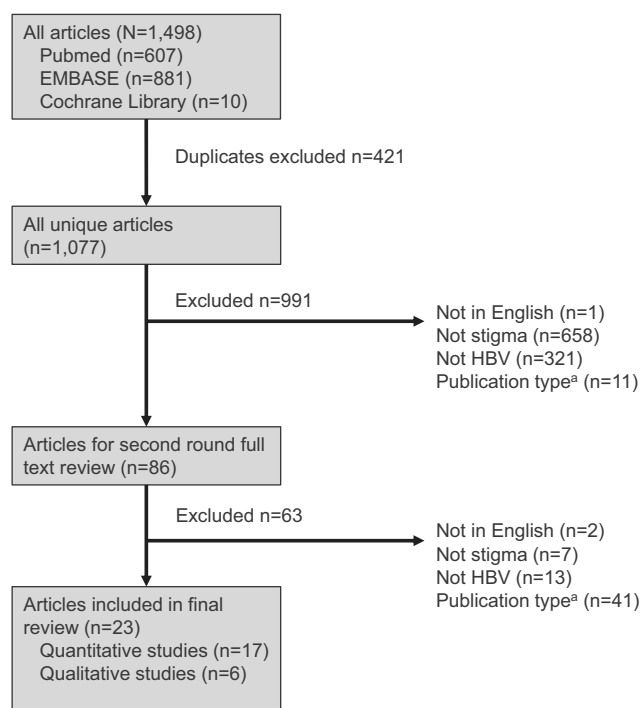 All articles (N=1,498)
Pubmed (n=607)
EMBASE (n=881)
Cochrane Library (n=10)
Duplicates excluded n=421
All unique articles
(n=1,077)
Excluded n=991
Not in English (n=1)
Not stigma (n=658)
Not HBV (n=321)
Publication typeᵃ (n=11)
Articles for second round full
text review (n=86)
Excluded n=63
Not in English (n=2)
Not stigma (n=7)
Not HBV (n=13)
Publication typeᵃ (n=41)
Articles included in final
review (n=23)
Quantitative studies (n=17)
Qualitative studies (n=6)